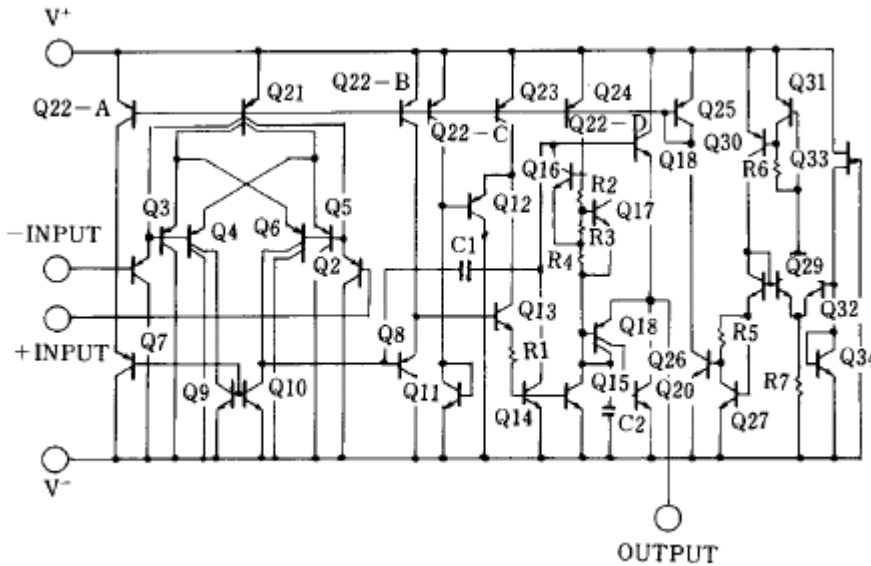 V⁺
Q22-A
Q21
Q22-B
Q22-C
Q23
Q24
Q22-D
Q18
Q25
Q30
Q31
R6
Q33
Q3
Q4
Q6
Q5
Q2
Q12
Q16
R2
Q17
R3
R4
C1
-INPUT
+INPUT
Q7
Q8
Q13
R1
Q18
Q29
Q32
R5
Q26
Q9
Q10
Q11
Q14
Q15
C2
Q20
Q27
R7
Q34
V⁻
OUTPUT